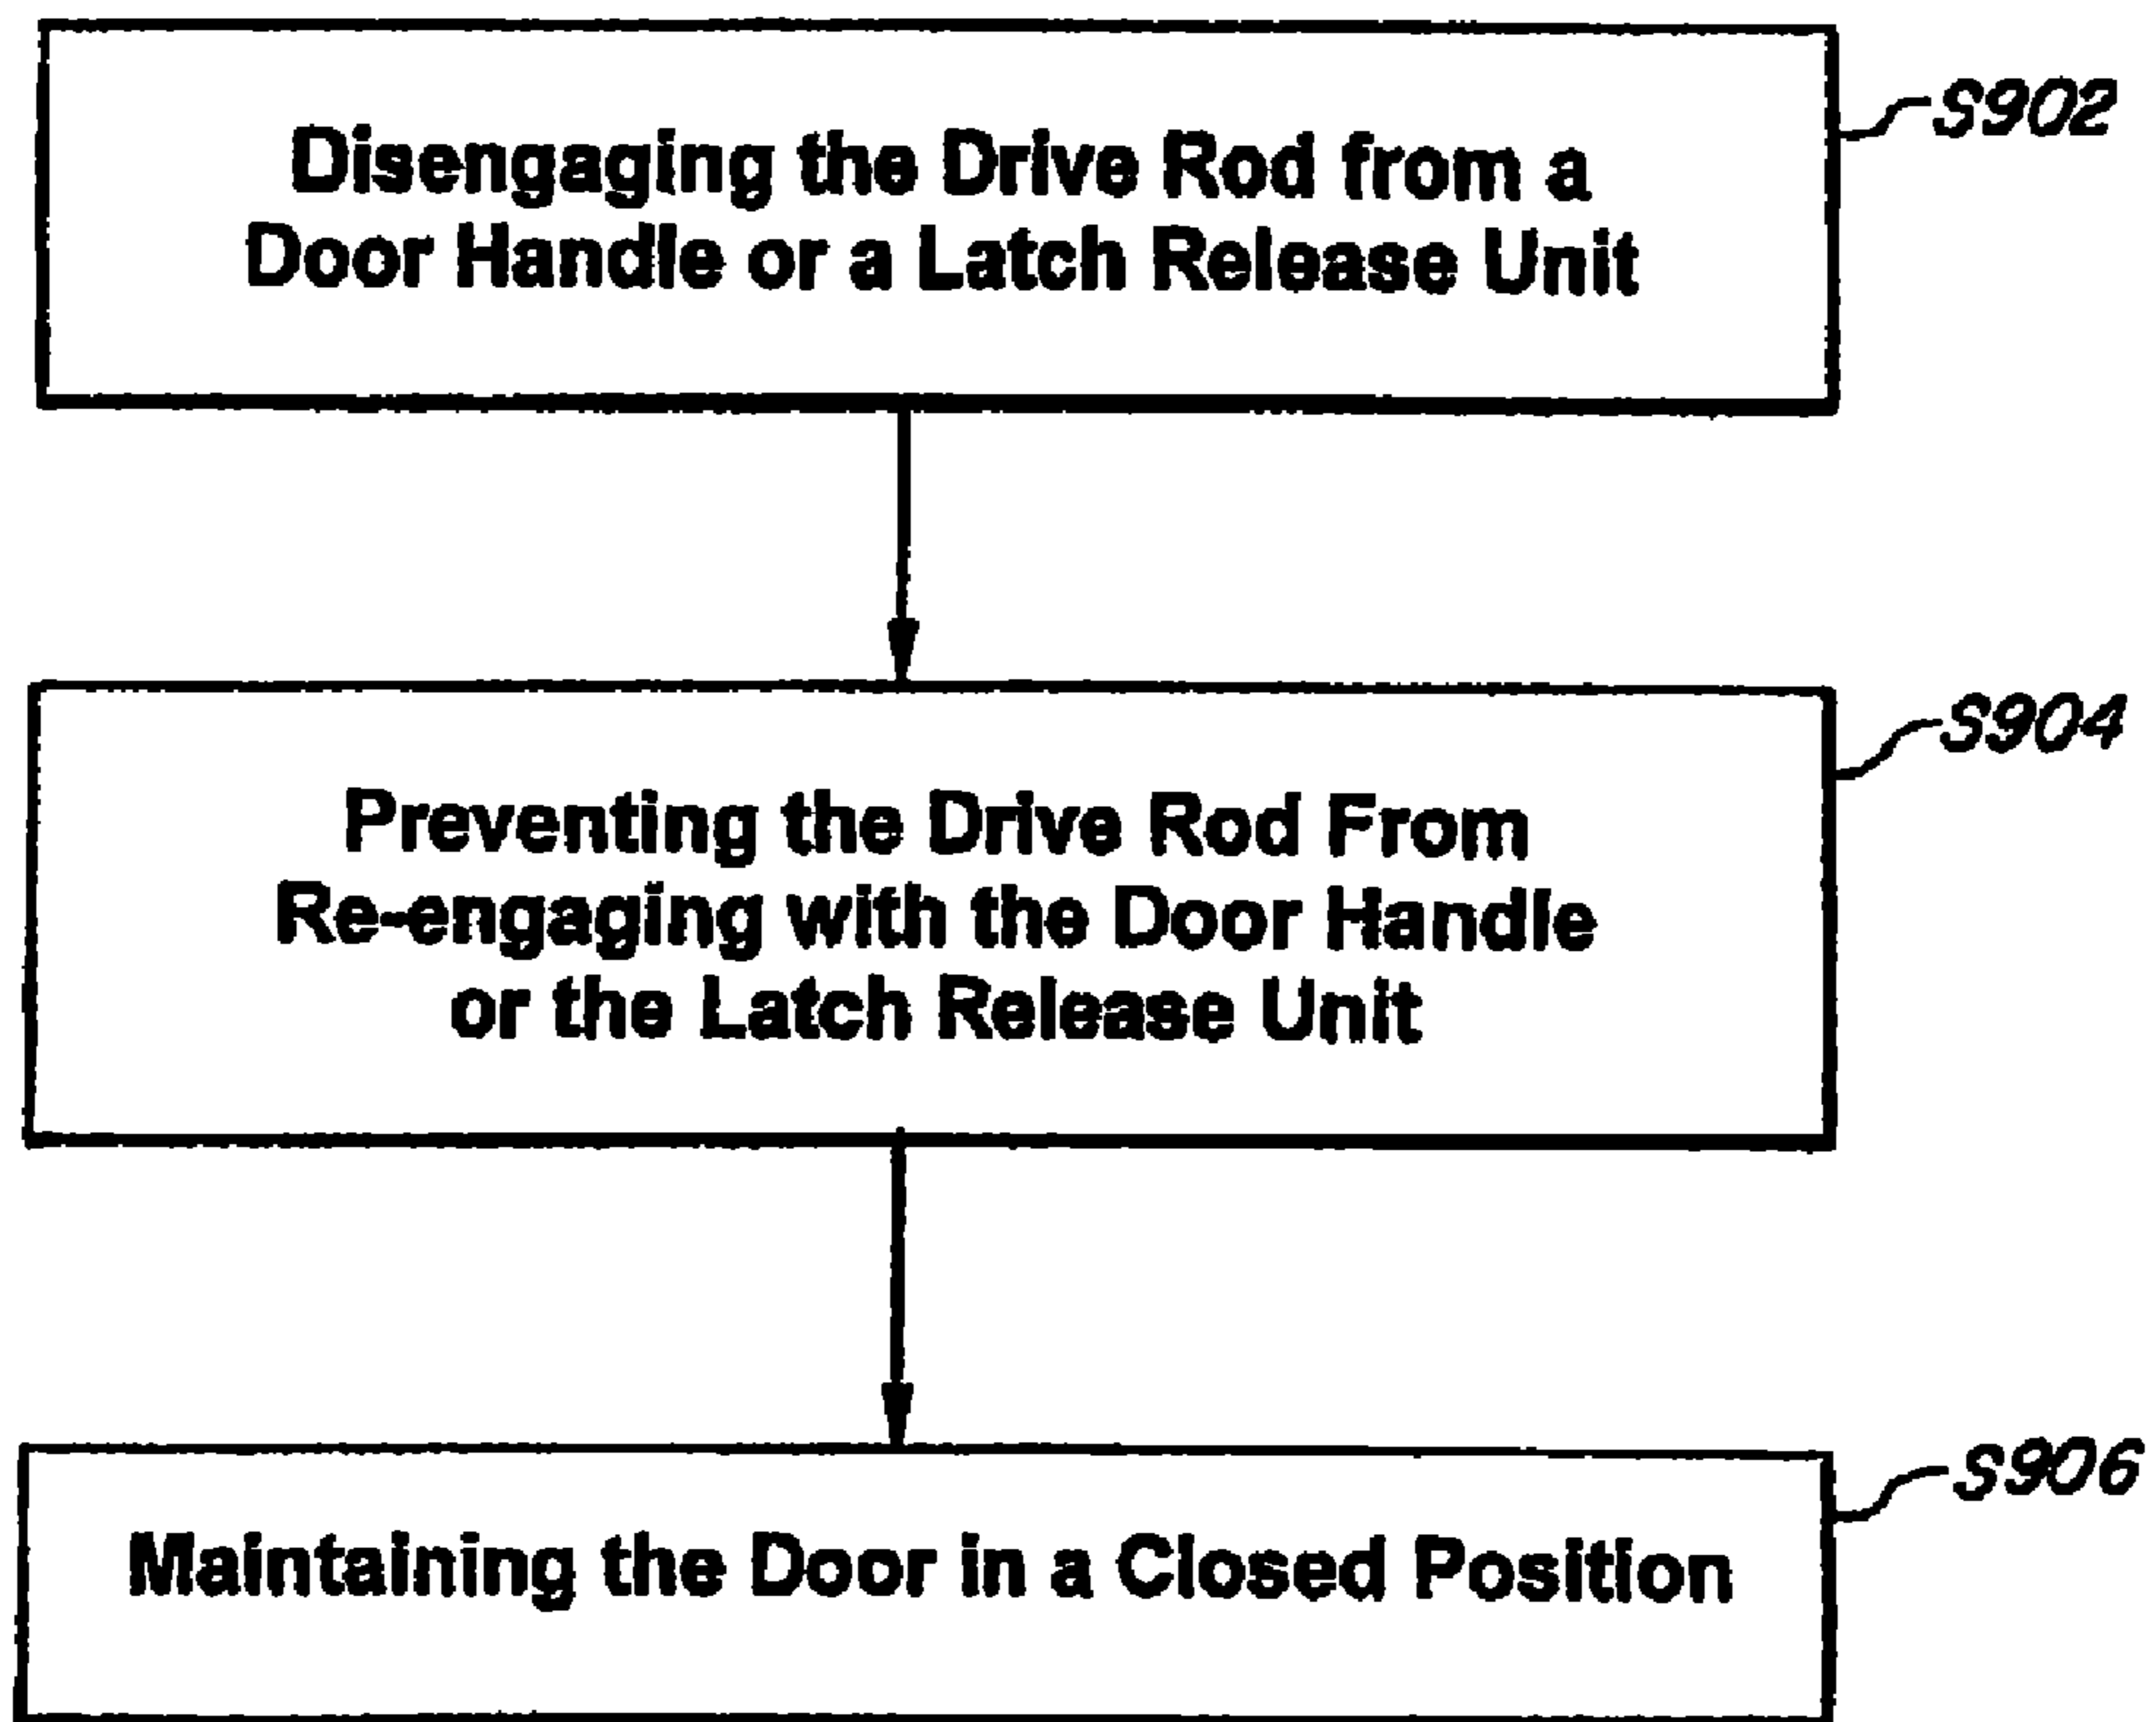 Disengaging the Drive Rod from a
Door Handle or a Latch Release Unit
S902
Preventing the Drive Rod From
Re-engaging with the Door Handle
or the Latch Release Unit
S904
Maintaining the Door in a Closed Position
S906